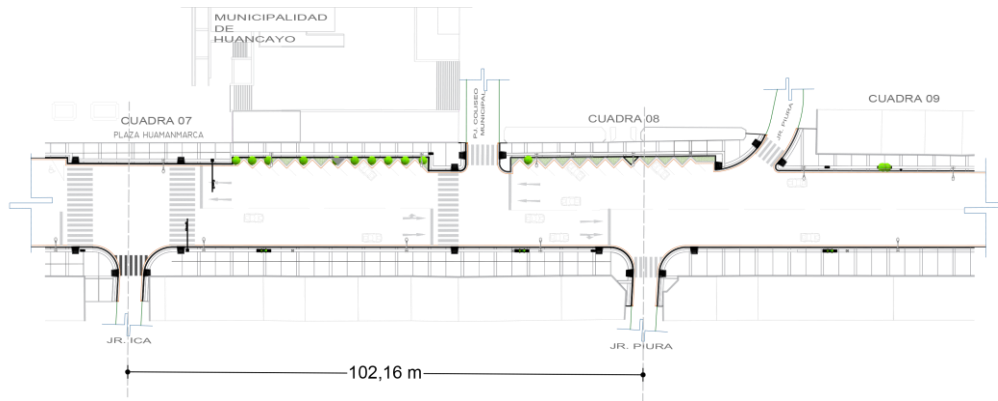 MUNICIPALIDAD
DE
HUANCAYO
CUADRA 07
PLAZA HUAMANMARCA
PJ. COLISEO
MUNICIPAL
CUADRA 08
JR. PIURA
CUADRA 09
JR. ICA
JR. PIURA
102,16 m